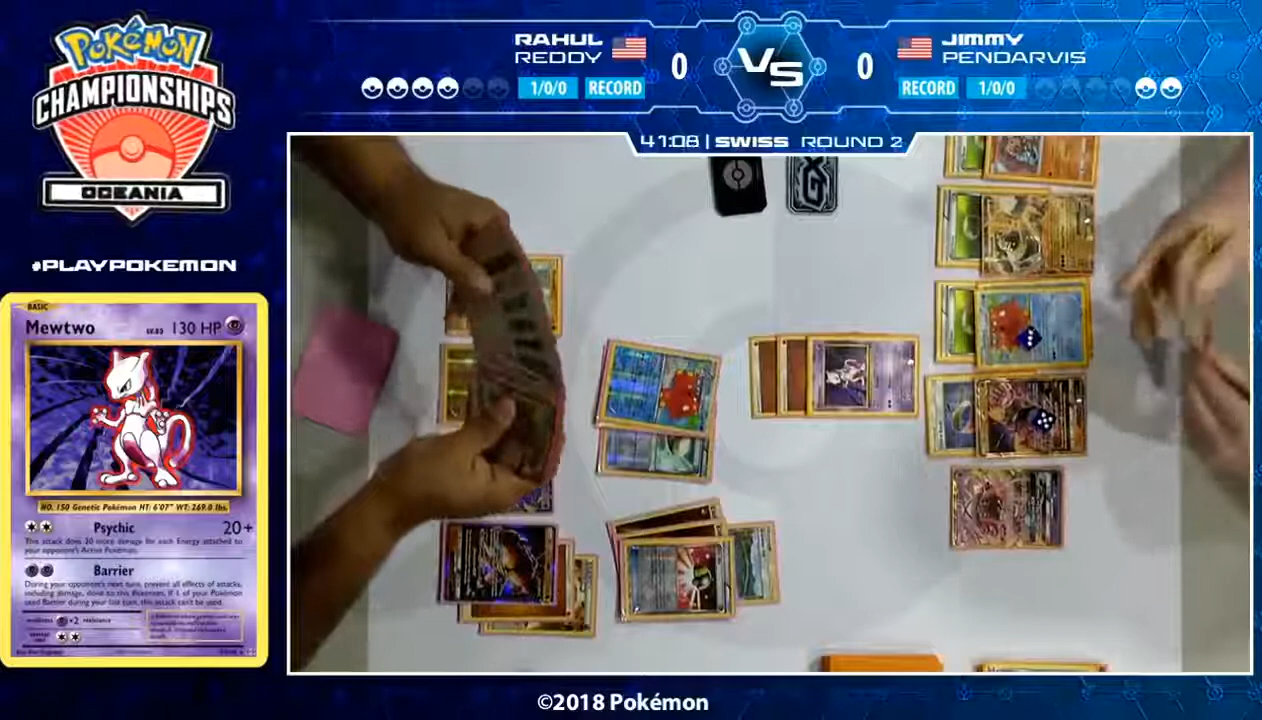 Pokémon
CHAMPIONSHIPS
OCEANIA
#PLAYPOKEMON
RAHUL
REDDY
0
1/0/0
RECORD
VS
0
JIMMY
PENDARVIS
RECORD
1/0/0
41:08 | SWISS ROUND 2
GX
BASIC
Mewtwo
LV.53 130 HP
NO. 150 Genetic Pokémon HT: 6'07" WT: 269.0 lbs.
Psychic 20+
This attack does 20 more damage for each Energy attached to
your opponent's Active Pokémon.
Barrier
During your opponent's next turn, prevent all effects of attacks,
including damage, done to this Pokémon. If 1 of your Pokémon
used Barrier during your last turn, this attack can't be used.
weakness ×2 resistance
retreat cost
©2018 Pokémon